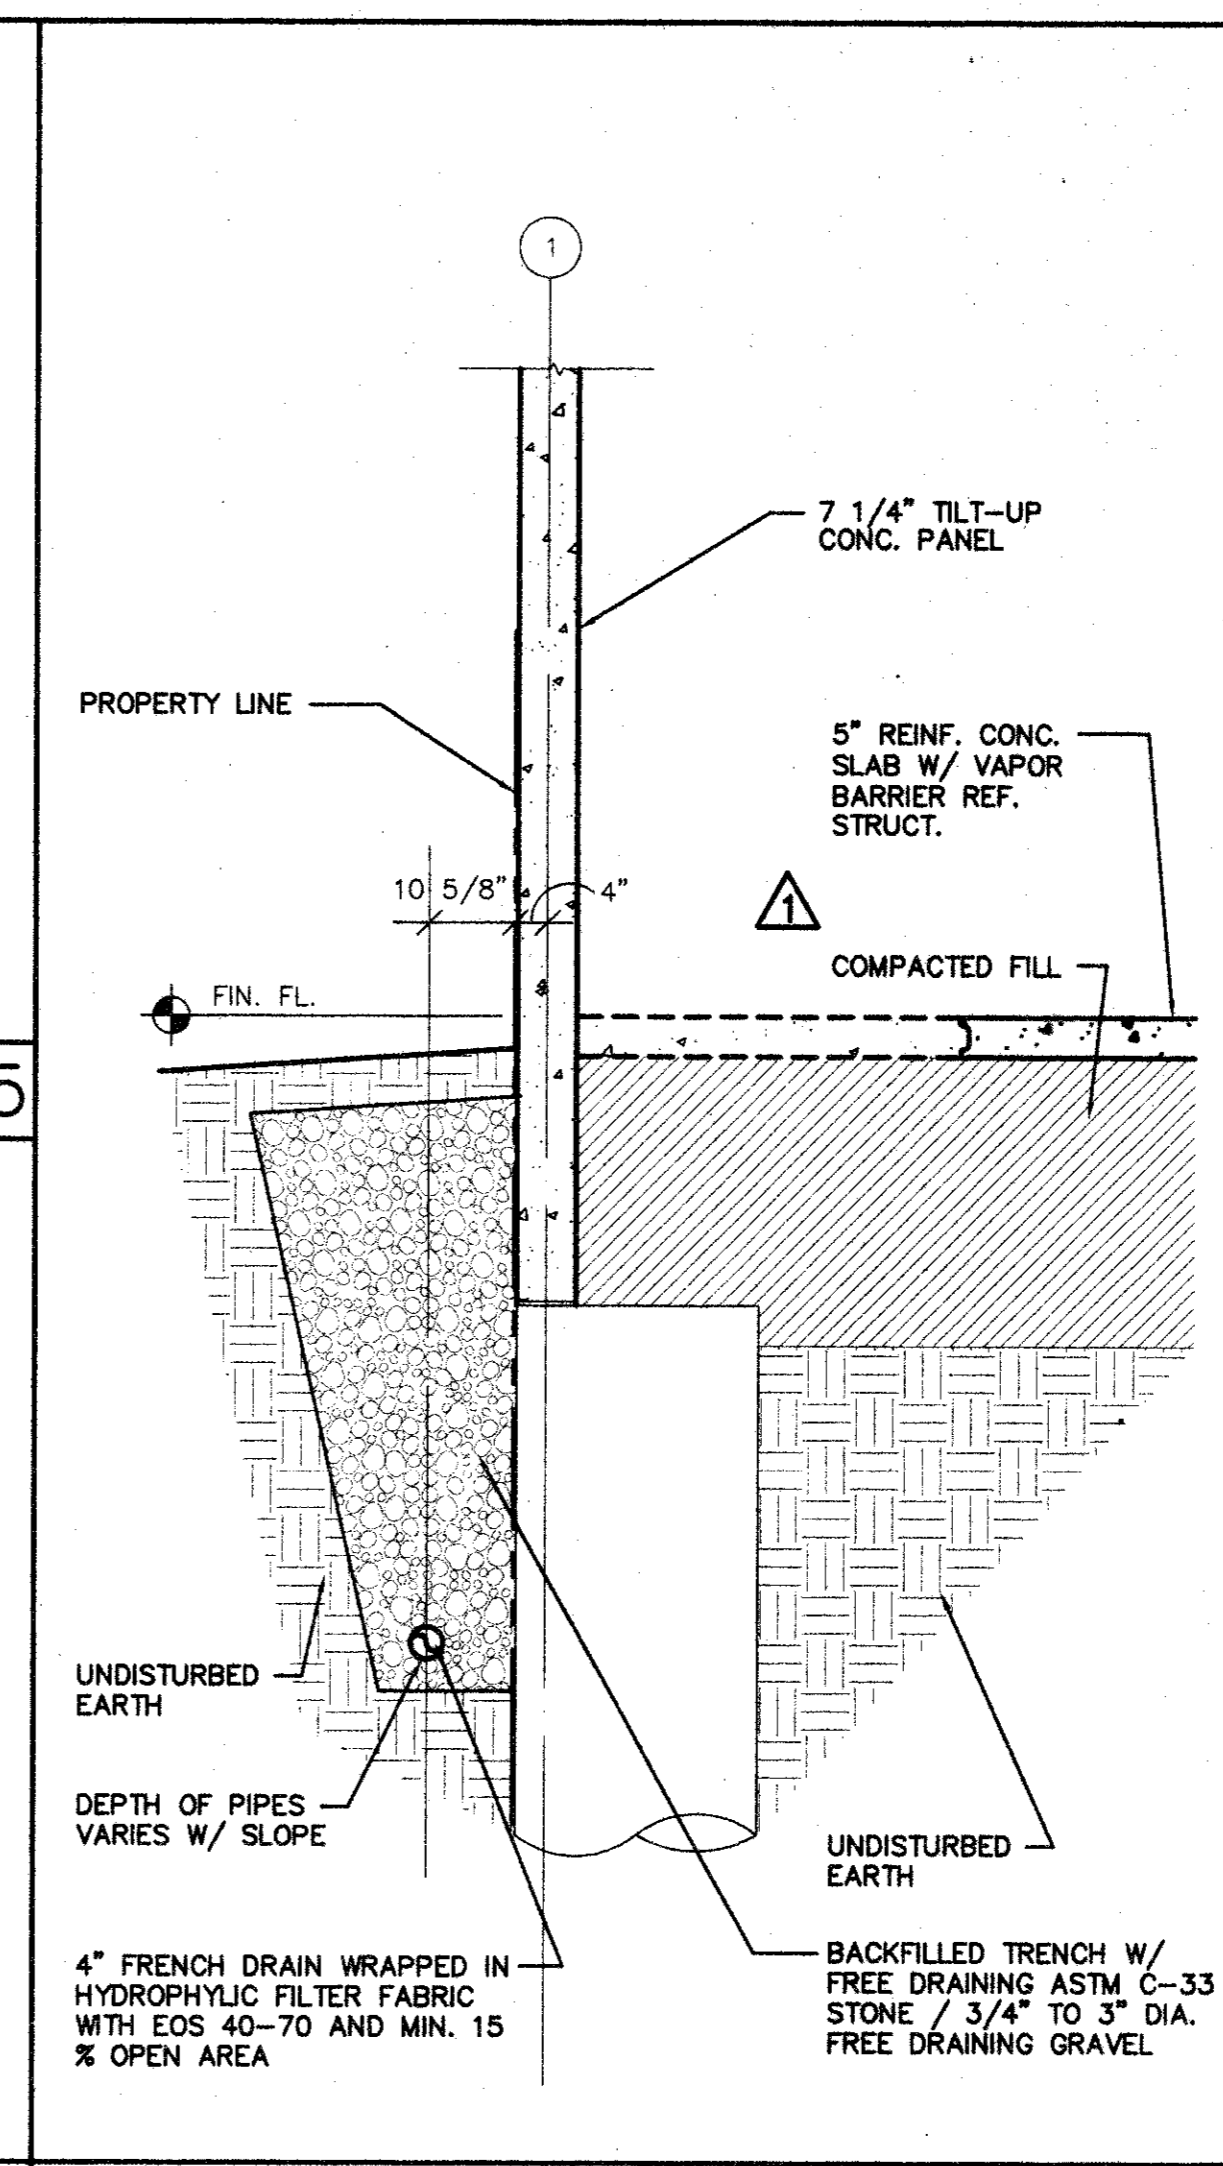 1
7 1/4" TILT-UP
CONC. PANEL
PROPERTY LINE
5" REINF. CONC.
SLAB W/ VAPOR
BARRIER REF.
STRUCT.
10 5/8"
4"
1
COMPACTED FILL
FIN. FL.
UNDISTURBED
EARTH
DEPTH OF PIPES
VARIES W/ SLOPE
UNDISTURBED
EARTH
4" FRENCH DRAIN WRAPPED IN
HYDROPHYLIC FILTER FABRIC
WITH EOS 40-70 AND MIN. 15
% OPEN AREA
BACKFILLED TRENCH W/
FREE DRAINING ASTM C-33
STONE / 3/4" TO 3" DIA.
FREE DRAINING GRAVEL